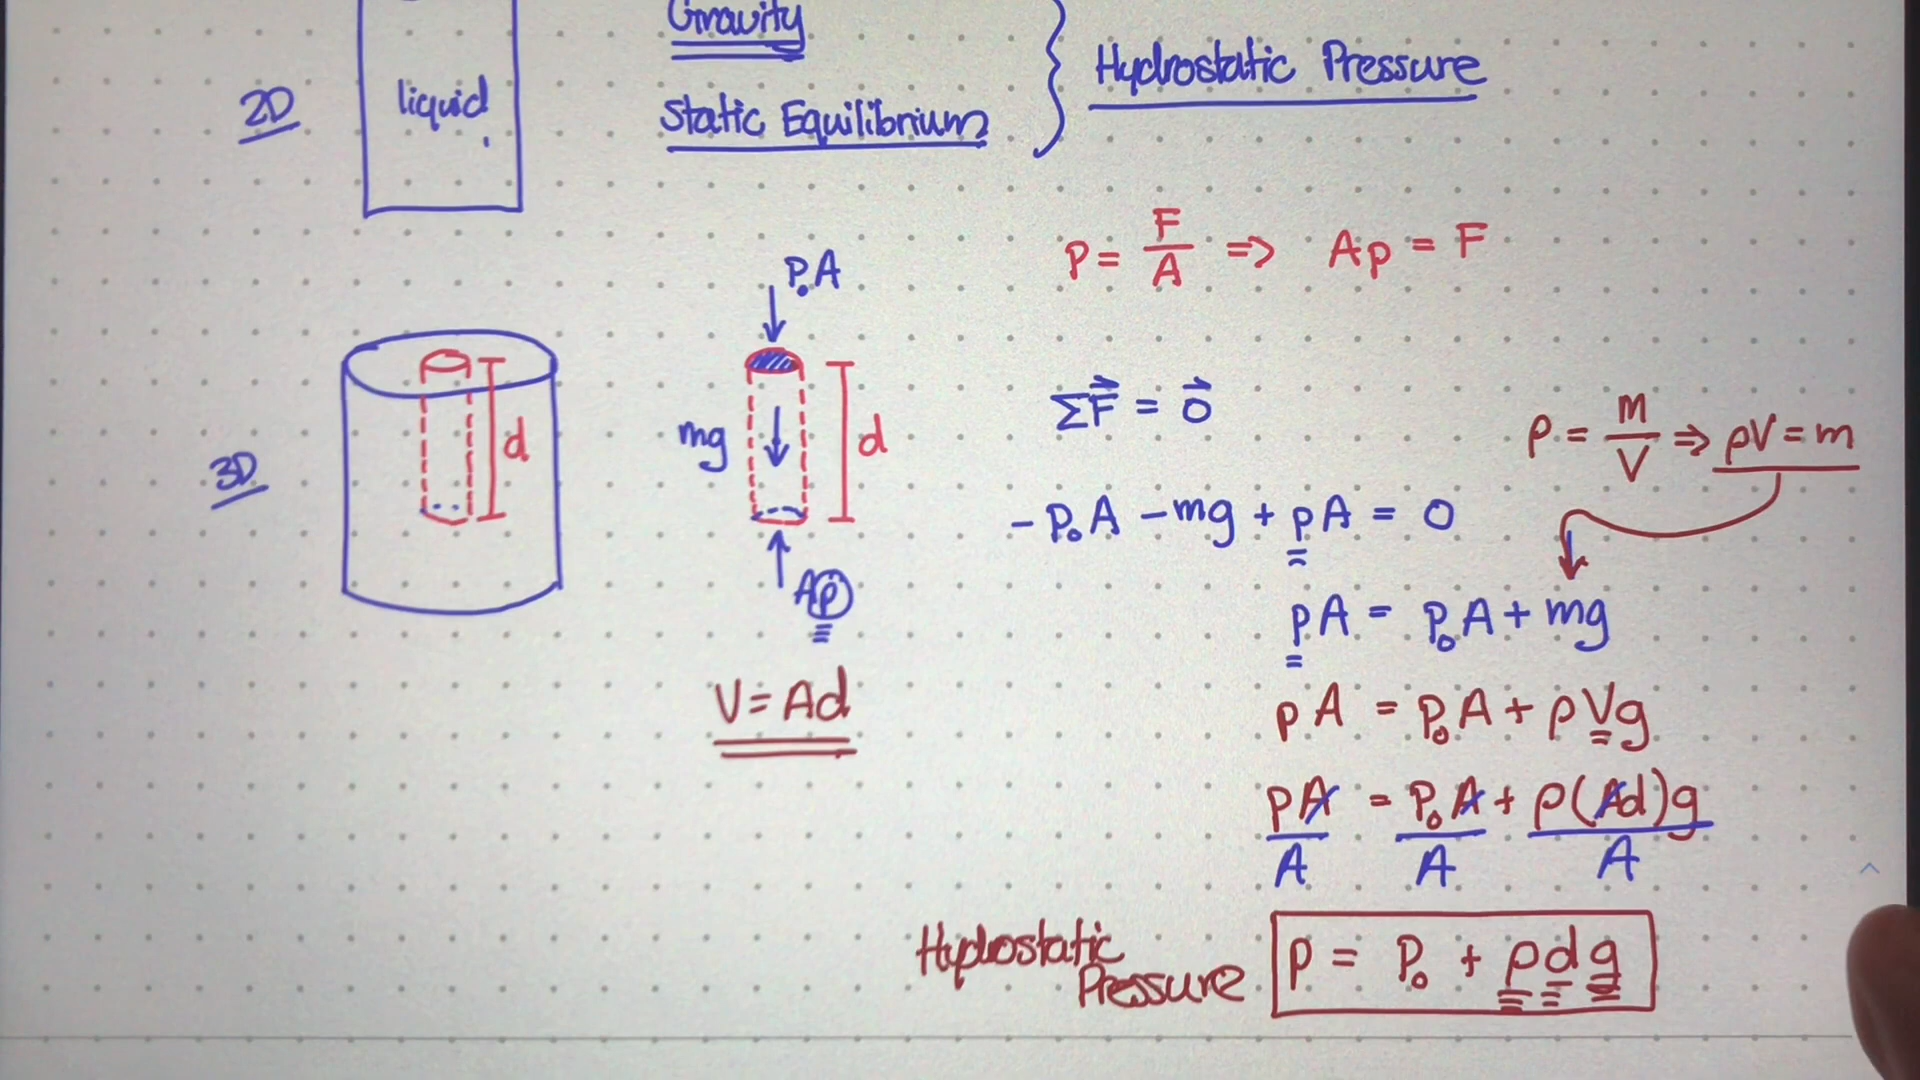 Gravity
Static Equilibrium
Hydrostatic Pressure
2D
liquid
p = F/A ⇒ Ap = F
p₀A
3D
d
mg
d
Ap
V = Ad
ΣF⃗ = 0⃗
ρ = m/V ⇒ ρV = m
- p₀A - mg + pA = 0
pA = p₀A + mg
pA = p₀A + ρVg
pA/A = p₀A/A + ρ(Ad)g/A
Hydrostatic Pressure
p = p₀ + ρdg